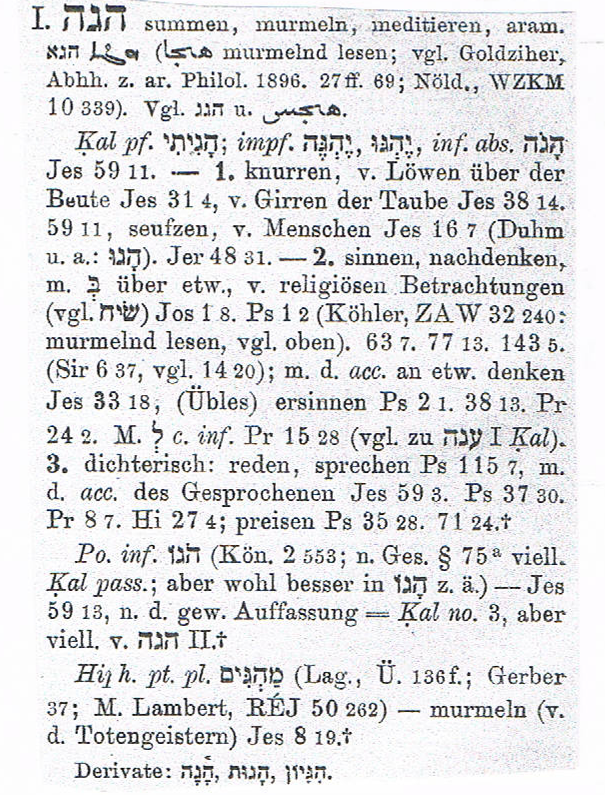 I. הגה summen, murmeln, meditieren, aram.
הגא (murmelnd lesen; vgl. Goldziher,
Abhh. z. ar. Philol. 1896. 27ff. 69; Nöld., WZKM
10 339). Vgl. הגג u.
Ḳal pf. הָגִיתִי; impf. יֶהְגֶּה, יֶהְגּוּ, inf. abs. הָגֹה
Jes 59 11. — 1. knurren, v. Löwen über der
Beute Jes 31 4, v. Girren der Taube Jes 38 14.
59 11, seufzen, v. Menschen Jes 16 7 (Duhm
u. a.: הָגוּ). Jer 48 31. — 2. sinnen, nachdenken,
m. בְּ über etw., v. religiösen Betrachtungen
(vgl. שׂיח) Jos 1 8. Ps 1 2 (Köhler, ZAW 32 240:
murmelnd lesen, vgl. oben). 63 7. 77 13. 143 5.
(Sir 6 37, vgl. 14 20); m. d. acc. an etw. denken
Jes 33 18, (Übles) ersinnen Ps 2 1. 38 13. Pr
24 2. M. לְ c. inf. Pr 15 28 (vgl. zu ענה I Ḳal).
3. dichterisch: reden, sprechen Ps 115 7, m.
d. acc. des Gesprochenen Jes 59 3. Ps 37 30.
Pr 8 7. Hi 27 4; preisen Ps 35 28. 71 24.†
Po. inf. הֹגוֹ (Kön. 2 553; n. Ges. § 75ª viell.
Ḳal pass.; aber wohl besser in הָגוֹ z. ä.) — Jes
59 13, n. d. gew. Auffassung = Ḳal no. 3, aber
viell. v. הגה II.†
Hiph. pt. pl. מַהְגִּים (Lag., Ü. 136f.; Gerber
37; M. Lambert, RÉJ 50 262) — murmeln (v.
d. Totengeistern) Jes 8 19.†
Derivate: הֶגֶה, הָגוּת, הִגָּיוֹן.